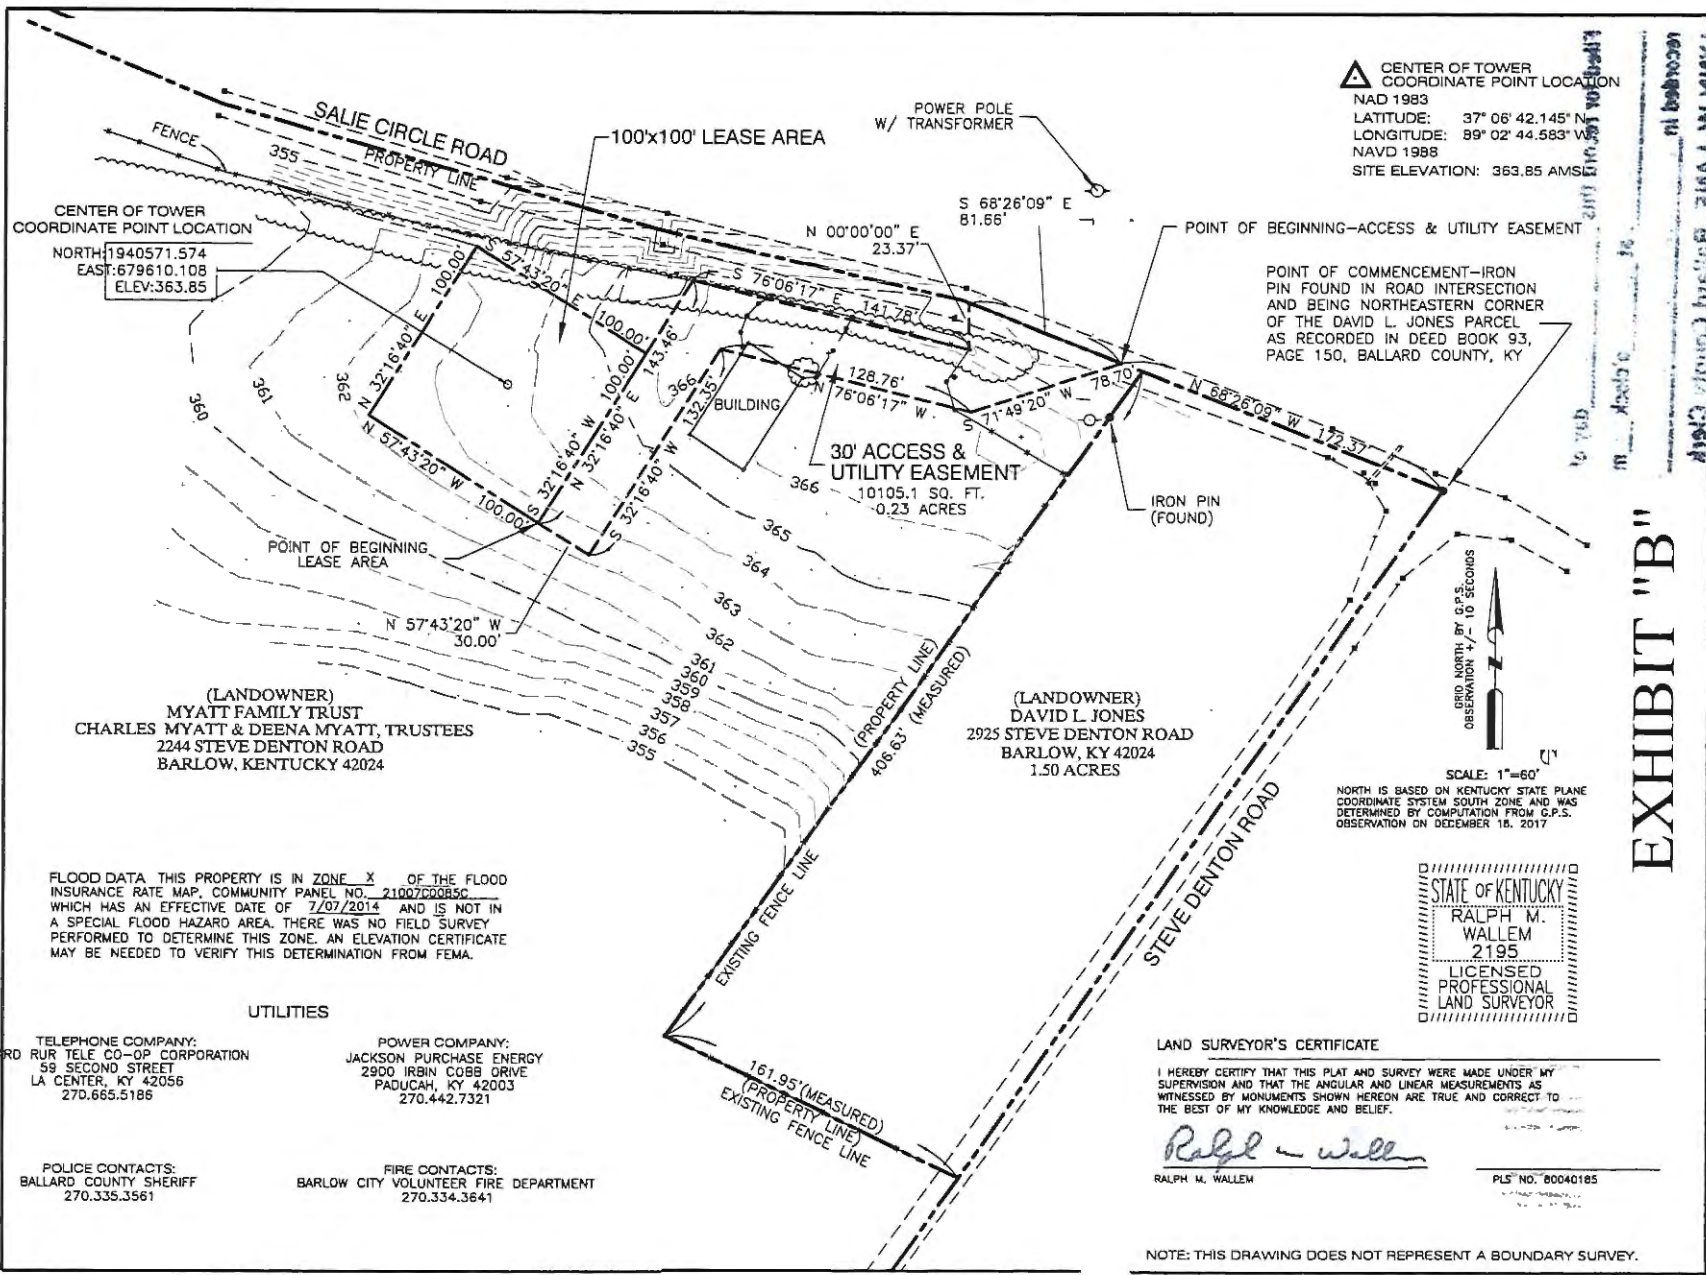 CENTER OF TOWER
COORDINATE POINT LOCATION
NAD 1983
LATITUDE: 37° 06' 42.145" N
LONGITUDE: 89° 02' 44.583" W
NAVD 1988
SITE ELEVATION: 363.85 AMSL
SALIE CIRCLE ROAD
PROPERTY LINE
FENCE
355
100'x100' LEASE AREA
POWER POLE
W/ TRANSFORMER
S 68°26'09" E
81.66'
N 00°00'00" E
23.37'
POINT OF BEGINNING-ACCESS & UTILITY EASEMENT
POINT OF COMMENCEMENT-IRON
PIN FOUND IN ROAD INTERSECTION
AND BEING NORTHEASTERN CORNER
OF THE DAVID L. JONES PARCEL
AS RECORDED IN DEED BOOK 93,
PAGE 150, BALLARD COUNTY, KY
CENTER OF TOWER
COORDINATE POINT LOCATION
NORTH:1940571.574
EAST:679610.108
ELEV:363.85
S 57°43'20" E
100.00'
N 32°16'40" E 100.00'
S 76°06'17" E 141.78'
143.46'
100.00'
S 32°16'40" W
N 32°16'40" E
N 57°43'20" W 100.00'
132.35'
S 32°16'40" W
366
BUILDING
128.76'
N 76°06'17" W
S 71°49'20" W 78.70'
N 68°26'09" W 172.37'
30' ACCESS &
UTILITY EASEMENT
10105.1 SQ. FT.
0.23 ACRES
IRON PIN
(FOUND)
360
361
362
366
365
364
363
362
361
360
359
358
357
356
355
POINT OF BEGINNING
LEASE AREA
N 57°43'20" W
30.00'
(LANDOWNER)
MYATT FAMILY TRUST
CHARLES MYATT & DEENA MYATT, TRUSTEES
2244 STEVE DENTON ROAD
BARLOW, KENTUCKY 42024
(PROPERTY LINE)
406.63' (MEASURED)
EXISTING FENCE LINE
(LANDOWNER)
DAVID L. JONES
2925 STEVE DENTON ROAD
BARLOW, KY 42024
1.50 ACRES
STEVE DENTON ROAD
161.95'(MEASURED)
(PROPERTY LINE)
EXISTING FENCE LINE
GRID NORTH BY G.P.S.
OBSERVATION +/- 10 SECONDS
SCALE: 1"=60'
NORTH IS BASED ON KENTUCKY STATE PLANE
COORDINATE SYSTEM SOUTH ZONE AND WAS
DETERMINED BY COMPUTATION FROM G.P.S.
OBSERVATION ON DECEMBER 18, 2017
EXHIBIT "B"
FLOOD DATA THIS PROPERTY IS IN ZONE X OF THE FLOOD
INSURANCE RATE MAP, COMMUNITY PANEL NO. 21007C0085C
WHICH HAS AN EFFECTIVE DATE OF 7/07/2014 AND IS NOT IN
A SPECIAL FLOOD HAZARD AREA. THERE WAS NO FIELD SURVEY
PERFORMED TO DETERMINE THIS ZONE. AN ELEVATION CERTIFICATE
MAY BE NEEDED TO VERIFY THIS DETERMINATION FROM FEMA.
UTILITIES
TELEPHONE COMPANY:
RD RUR TELE CO-OP CORPORATION
59 SECOND STREET
LA CENTER, KY 42056
270.665.5186
POWER COMPANY:
JACKSON PURCHASE ENERGY
2900 IRBIN COBB DRIVE
PADUCAH, KY 42003
270.442.7321
POLICE CONTACTS:
BALLARD COUNTY SHERIFF
270.335.3561
FIRE CONTACTS:
BARLOW CITY VOLUNTEER FIRE DEPARTMENT
270.334.3641
STATE OF KENTUCKY
RALPH M.
WALLEM
2195
LICENSED
PROFESSIONAL
LAND SURVEYOR
LAND SURVEYOR'S CERTIFICATE
I HEREBY CERTIFY THAT THIS PLAT AND SURVEY WERE MADE UNDER MY
SUPERVISION AND THAT THE ANGULAR AND LINEAR MEASUREMENTS AS
WITNESSED BY MONUMENTS SHOWN HEREON ARE TRUE AND CORRECT TO
THE BEST OF MY KNOWLEDGE AND BELIEF.
Ralph m Wallem
RALPH M. WALLEM
PLS NO. 80040185
NOTE: THIS DRAWING DOES NOT REPRESENT A BOUNDARY SURVEY.